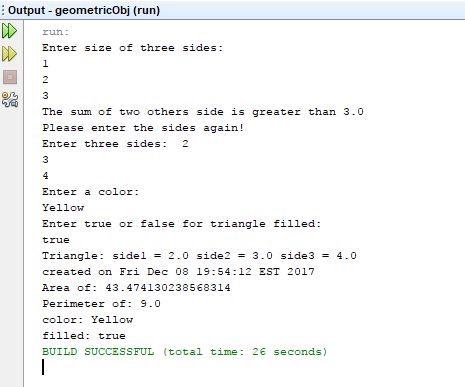 Output - geometricObj (run)
run:
Enter size of three sides:
1
2
3
The sum of two others side is greater than 3.0
Please enter the sides again!
Enter three sides:  2
3
4
Enter a color:
Yellow
Enter true or false for triangle filled:
true
Triangle: side1 = 2.0 side2 = 3.0 side3 = 4.0
created on Fri Dec 08 19:54:12 EST 2017
Area of: 43.474130238568314
Perimeter of: 9.0
color: Yellow
filled: true
BUILD SUCCESSFUL (total time: 26 seconds)